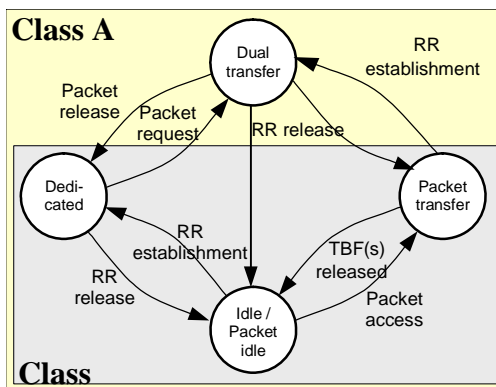 Class A
Dual
transfer
RR
establishment
Packet
release
Packet
request
RR release
Dedi-
cated
Packet
transfer
RR
establishment
TBF(s)
released
RR
release
Idle /
Packet
idle
Packet
access
Class